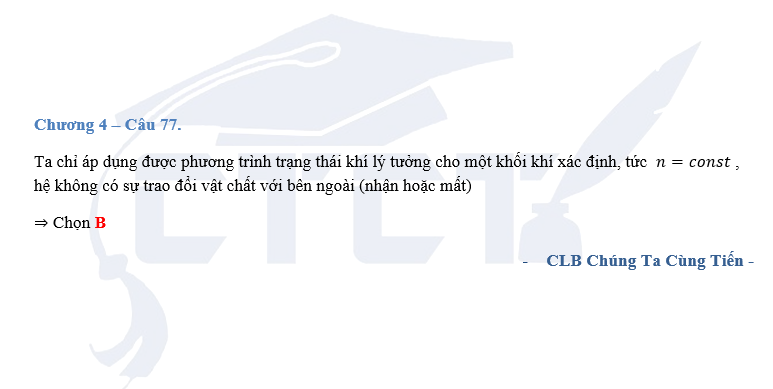 Chương 4 – Câu 77.
Ta chỉ áp dụng được phương trình trạng thái khí lý tưởng cho một khối khí xác định, tức n = const ,
hệ không có sự trao đổi vật chất với bên ngoài (nhận hoặc mất)
⇒ Chọn B
CTCT
- CLB Chúng Ta Cùng Tiến -